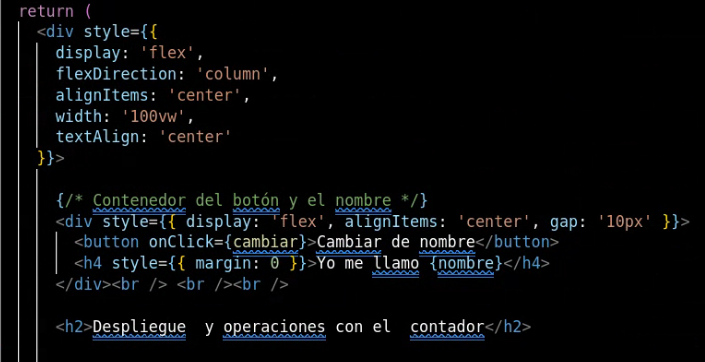 return (
<div style={{
display: 'flex',
flexDirection: 'column',
alignItems: 'center',
width: '100vw',
textAlign: 'center'
}}>
{/* Contenedor del botón y el nombre */}
<div style={{ display: 'flex', alignItems: 'center', gap: '10px' }}>
<button onClick={cambiar}>Cambiar de nombre</button>
<h4 style={{ margin: 0 }}>Yo me llamo {nombre}</h4>
</div><br /> <br /><br />
<h2>Despliegue  y operaciones con el  contador</h2>